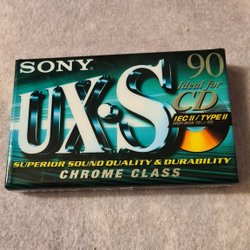 SONY
90
Ideal for
CD
UX·S
IEC II / TYPE II
SUPERIOR SOUND QUALITY & DURABILITY
CHROME CLASS